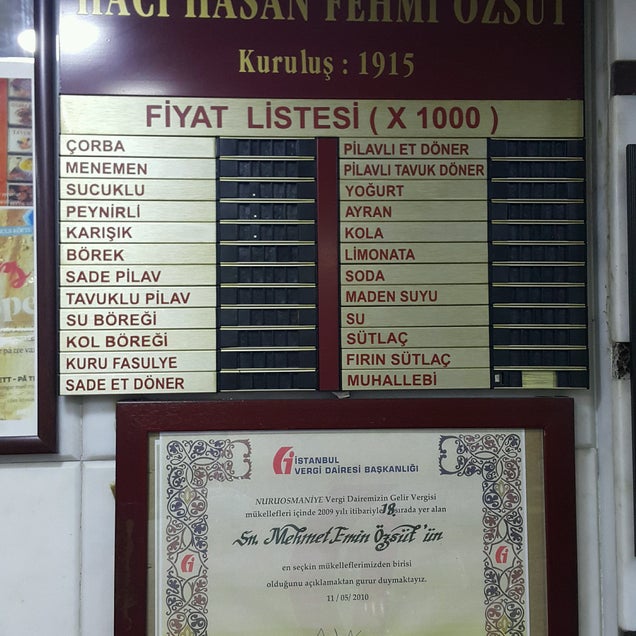 HACI HASAN FEHMİ ÖZSÜT
Kuruluş : 1915
FİYAT LİSTESİ ( X 1000 )
ÇORBA
MENEMEN
SUCUKLU
PEYNİRLİ
KARIŞIK
BÖREK
SADE PİLAV
TAVUKLU PİLAV
SU BÖREĞİ
KOL BÖREĞİ
KURU FASULYE
SADE ET DÖNER
PİLAVLI ET DÖNER
PİLAVLI TAVUK DÖNER
YOĞURT
AYRAN
KOLA
LİMONATA
SODA
MADEN SUYU
SU
SÜTLAÇ
FIRIN SÜTLAÇ
MUHALLEBİ
İSTANBUL
VERGİ DAİRESİ BAŞKANLIĞI
NURUOSMANİYE Vergi Dairemizin Gelir Vergisi
mükellefleri içinde 2009 yılı itibariyle 18. sırada yer alan
Sn. Mehmet Emin Özsüt'ün
en seçkin mükelleflerimizden birisi
olduğunu açıklamaktan gurur duymaktayız.
11 / 05 / 2010